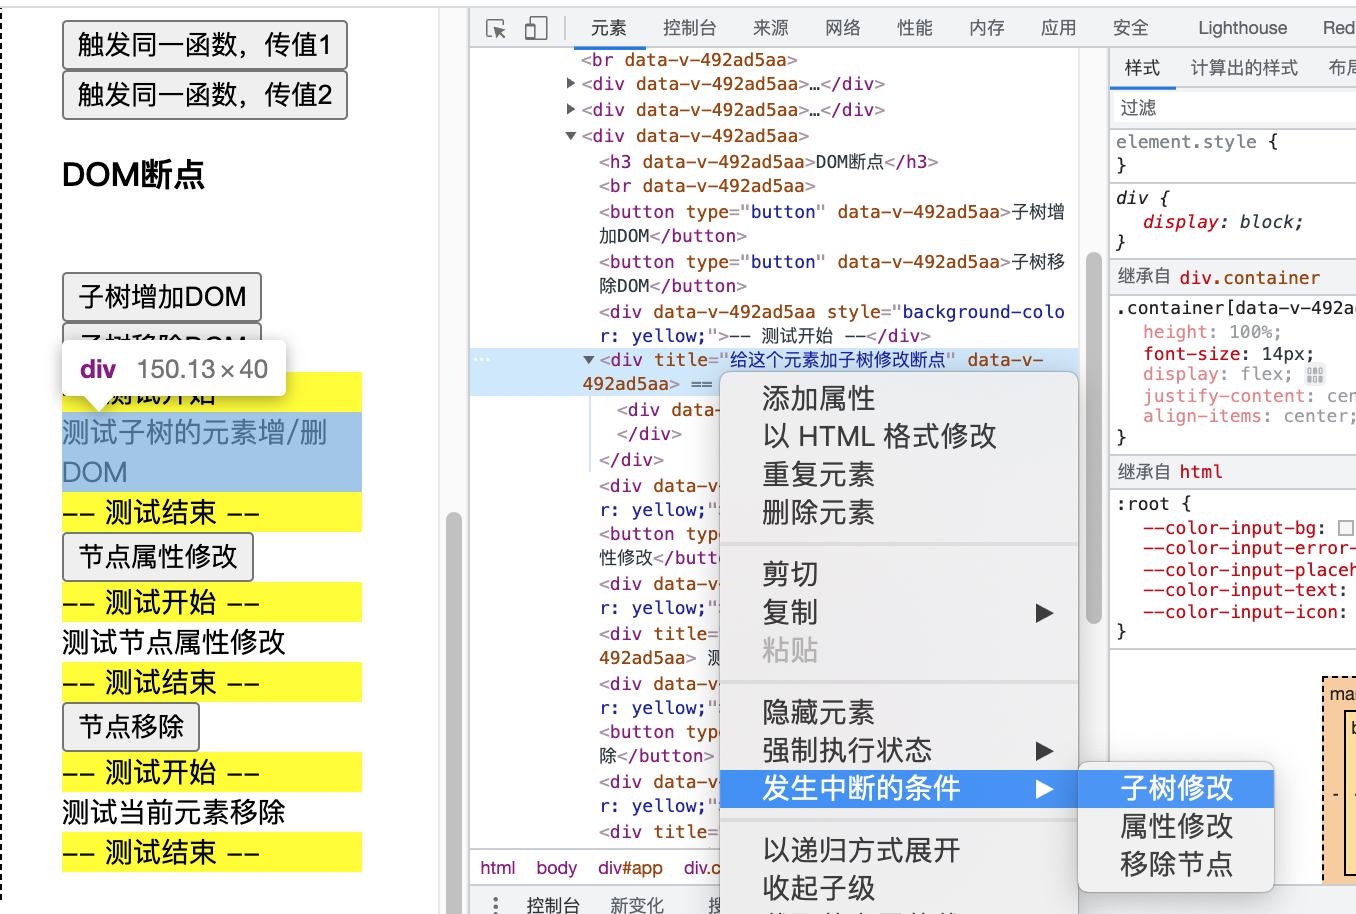 触发同一函数，传值1
触发同一函数，传值2
DOM断点
子树增加DOM
div 150.13×40
测试子树的元素增/删
DOM
-- 测试结束 --
节点属性修改
-- 测试开始 --
测试节点属性修改
-- 测试结束 --
节点移除
-- 测试开始 --
测试当前元素移除
-- 测试结束 --
元素 控制台 来源 网络 性能 内存 应用 安全 Lighthouse Red
<br data-v-492ad5aa>
<div data-v-492ad5aa>…</div>
<div data-v-492ad5aa>…</div>
<div data-v-492ad5aa>
<h3 data-v-492ad5aa>DOM断点</h3>
<br data-v-492ad5aa>
<button type="button" data-v-492ad5aa>子树增
加DOM</button>
<button type="button" data-v-492ad5aa>子树移
除DOM</button>
<div data-v-492ad5aa style="background-colo
r: yellow;">-- 测试开始 --</div>
<div title="给这个元素加子树修改断点" data-v-
492ad5aa> ==
<div data-
</div>
</div>
<div data-v
r: yellow;"
<button typ
性修改</butt
<div data-v
r: yellow;"
<div title=
492ad5aa> 测
<div data-v
r: yellow;"
<button typ
除</button>
<div data-v
r: yellow;"
<div title=
html body div#app div.c
控制台 新变化 搜
添加属性
以 HTML 格式修改
重复元素
删除元素
剪切
复制
粘贴
隐藏元素
强制执行状态
发生中断的条件
以递归方式展开
收起子级
子树修改
属性修改
移除节点
样式 计算出的样式 布局
过滤
element.style {
}
div {
display: block;
}
继承自 div.container
.container[data-v-492a
height: 100%;
font-size: 14px;
display: flex;
justify-content: cen
align-items: center;
}
继承自 html
:root {
--color-input-bg:
--color-input-error-
--color-input-placeh
--color-input-text:
--color-input-icon:
}
mar
b
-